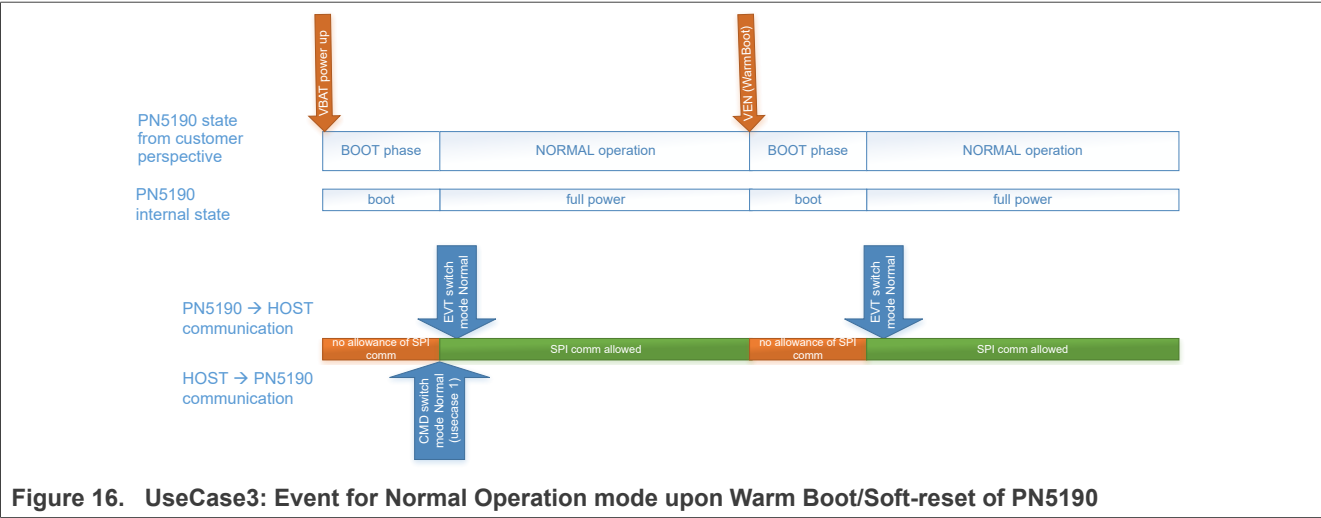 VBAT power up
VEN (WarmBoot)
PN5190 state
from customer
perspective
BOOT phase
NORMAL operation
BOOT phase
NORMAL operation
PN5190
internal state
boot
full power
boot
full power
EVT switch
mode Normal
EVT switch
mode Normal
PN5190 → HOST
communication
no allowance of SPI
comm
SPI comm allowed
no allowance of SPI
comm
SPI comm allowed
HOST → PN5190
communication
CMD switch
mode Normal
(usecase 1)
Figure 16. UseCase3: Event for Normal Operation mode upon Warm Boot/Soft-reset of PN5190